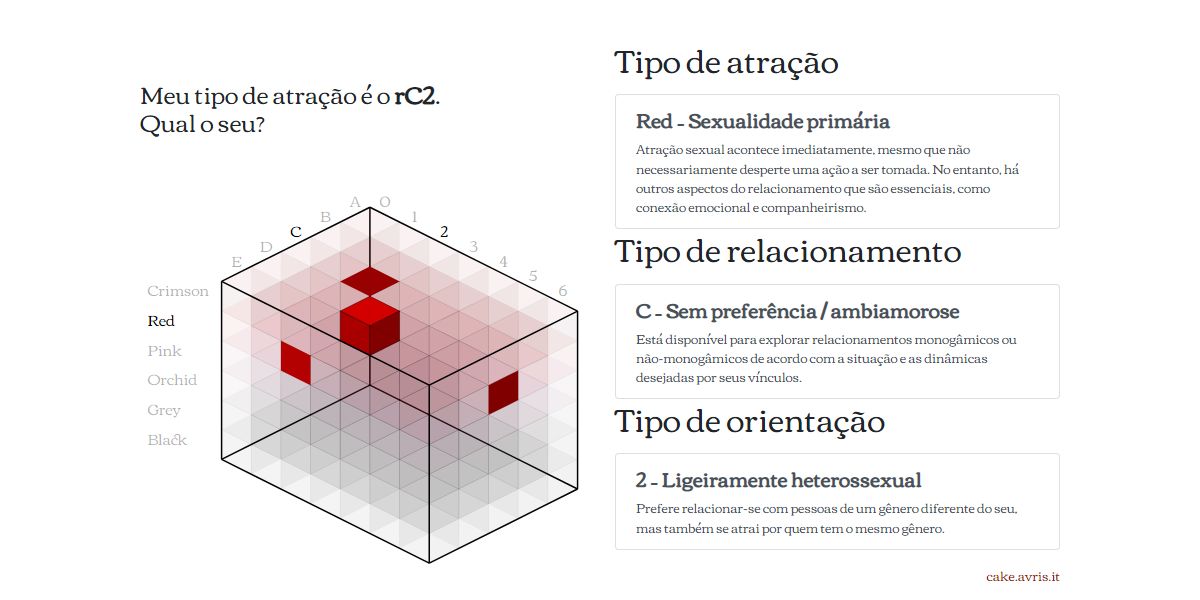 Meu tipo de atração é o rC2.
Qual o seu?
A
B
C
D
E
0
1
2
3
4
5
6
Crimson
Red
Pink
Orchid
Grey
Black
Tipo de atração
Red - Sexualidade primária
Atração sexual acontece imediatamente, mesmo que não
necessariamente desperte uma ação a ser tomada. No entanto, há
outros aspectos do relacionamento que são essenciais, como
conexão emocional e companheirismo.
Tipo de relacionamento
C - Sem preferência / ambiamorose
Está disponível para explorar relacionamentos monogâmicos ou
não-monogâmicos de acordo com a situação e as dinâmicas
desejadas por seus vínculos.
Tipo de orientação
2 - Ligeiramente heterossexual
Prefere relacionar-se com pessoas de um gênero diferente do seu,
mas também se atrai por quem tem o mesmo gênero.
cake.avris.it